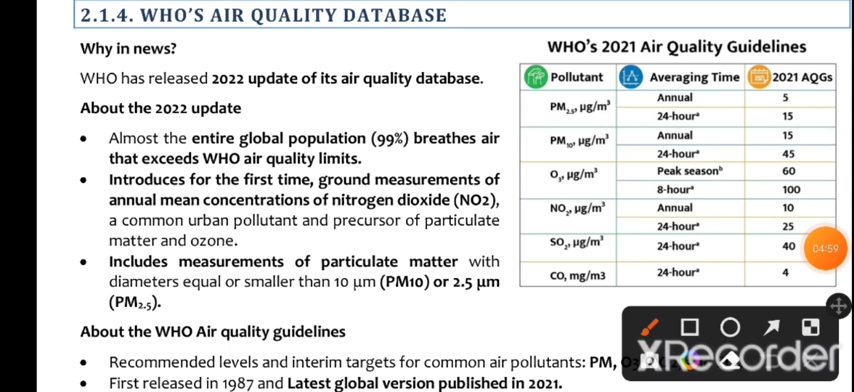 2.1.4. WHO'S AIR QUALITY DATABASE
Why in news?
WHO has released 2022 update of its air quality database.
About the 2022 update
• Almost the entire global population (99%) breathes air
that exceeds WHO air quality limits.
• Introduces for the first time, ground measurements of
annual mean concentrations of nitrogen dioxide (NO2),
a common urban pollutant and precursor of particulate
matter and ozone.
• Includes measurements of particulate matter with
diameters equal or smaller than 10 µm (PM10) or 2.5 µm
(PM2.5).
About the WHO Air quality guidelines
• Recommended levels and interim targets for common air pollutants: PM, O3
• First released in 1987 and Latest global version published in 2021.
WHO's 2021 Air Quality Guidelines
Pollutant Averaging Time 2021 AQGs
PM2.5, µg/m³ Annual 5
24-hourª 15
PM10, µg/m³ Annual 15
24-hourª 45
O3, µg/m³ Peak seasonᵇ 60
8-hourª 100
NO2, µg/m³ Annual 10
24-hourª 25
SO2, µg/m³ 24-hourª 40
CO, mg/m3 24-hourª 4
04:59
XRecorder